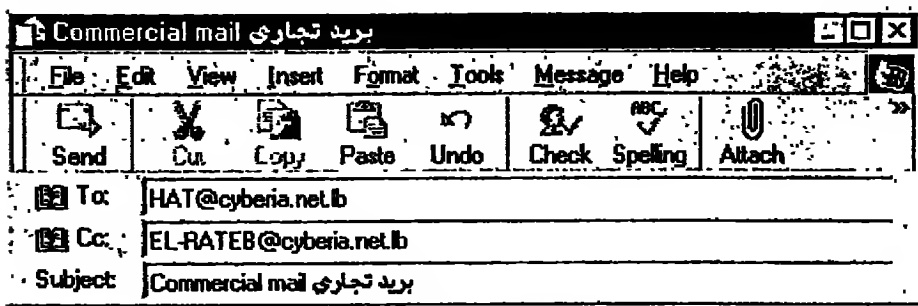 Commercial mail بريد تجاري
File Edit View Insert Format Tools Message Help
Send Cut Copy Paste Undo Check Spelling Attach
To: HAT@cyberia.net.lb
Cc: EL-RATEB@cyberia.net.lb
Subject: Commercial mail بريد تجاري